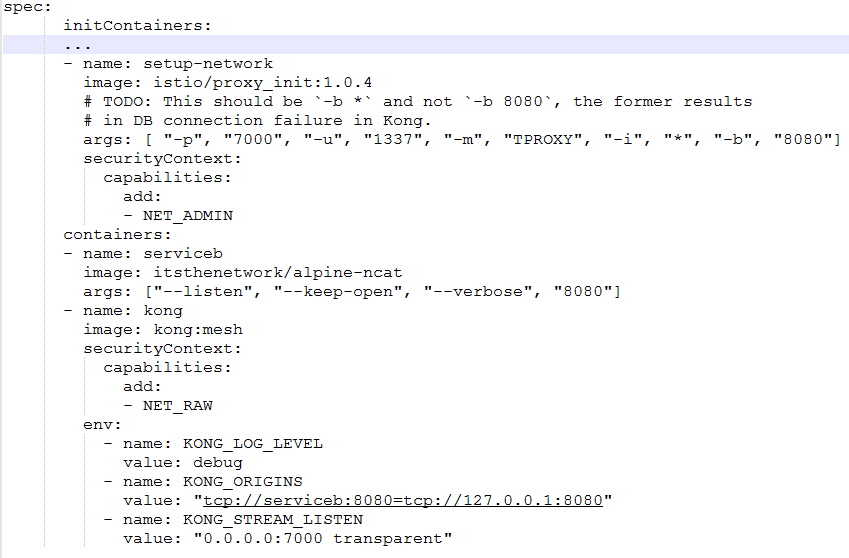 spec:
      initContainers:
      ...
      - name: setup-network
        image: istio/proxy_init:1.0.4
        # TODO: This should be `-b *` and not `-b 8080`, the former results
        # in DB connection failure in Kong.
        args: [ "-p", "7000", "-u", "1337", "-m", "TPROXY", "-i", "*", "-b", "8080"]
        securityContext:
          capabilities:
            add:
            - NET_ADMIN
      containers:
      - name: serviceb
        image: itsthenetwork/alpine-ncat
        args: ["--listen", "--keep-open", "--verbose", "8080"]
      - name: kong
        image: kong:mesh
        securityContext:
          capabilities:
            add:
            - NET_RAW
        env:
          - name: KONG_LOG_LEVEL
            value: debug
          - name: KONG_ORIGINS
            value: "tcp://serviceb:8080=tcp://127.0.0.1:8080"
          - name: KONG_STREAM_LISTEN
            value: "0.0.0.0:7000 transparent"